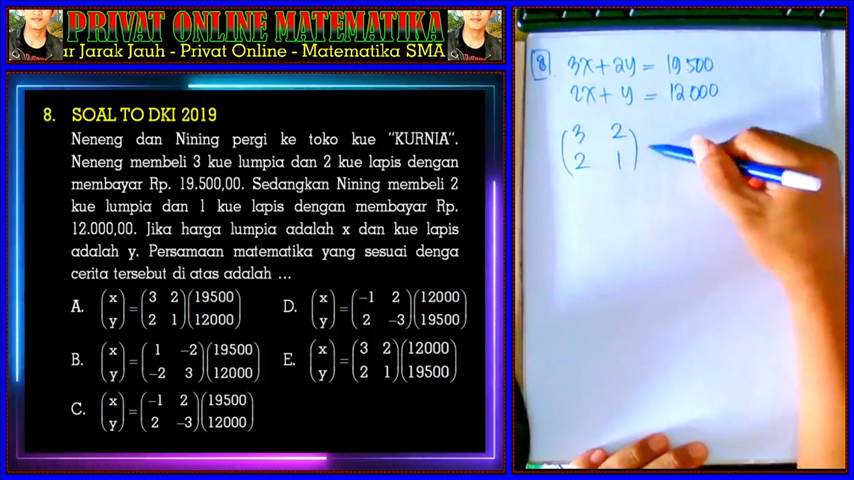 PRIVAT ONLINE MATEMATIKA
ar Jarak Jauh - Privat Online - Matematika SMA
8. SOAL TO DKI 2019
Neneng dan Nining pergi ke toko kue "KURNIA".
Neneng membeli 3 kue lumpia dan 2 kue lapis dengan
membayar Rp. 19.500,00. Sedangkan Nining membeli 2
kue lumpia dan 1 kue lapis dengan membayar Rp.
12.000,00. Jika harga lumpia adalah x dan kue lapis
adalah y. Persamaan matematika yang sesuai denga
cerita tersebut di atas adalah ...
A. (x y) = (3 2 2 1)(19500 12000)
B. (x y) = (1 -2 -2 3)(19500 12000)
C. (x y) = (-1 2 2 -3)(19500 12000)
D. (x y) = (-1 2 2 -3)(12000 19500)
E. (x y) = (3 2 2 1)(12000 19500)
8. 3x + 2y = 19500
2x + y = 12000
(3 2
2 1)